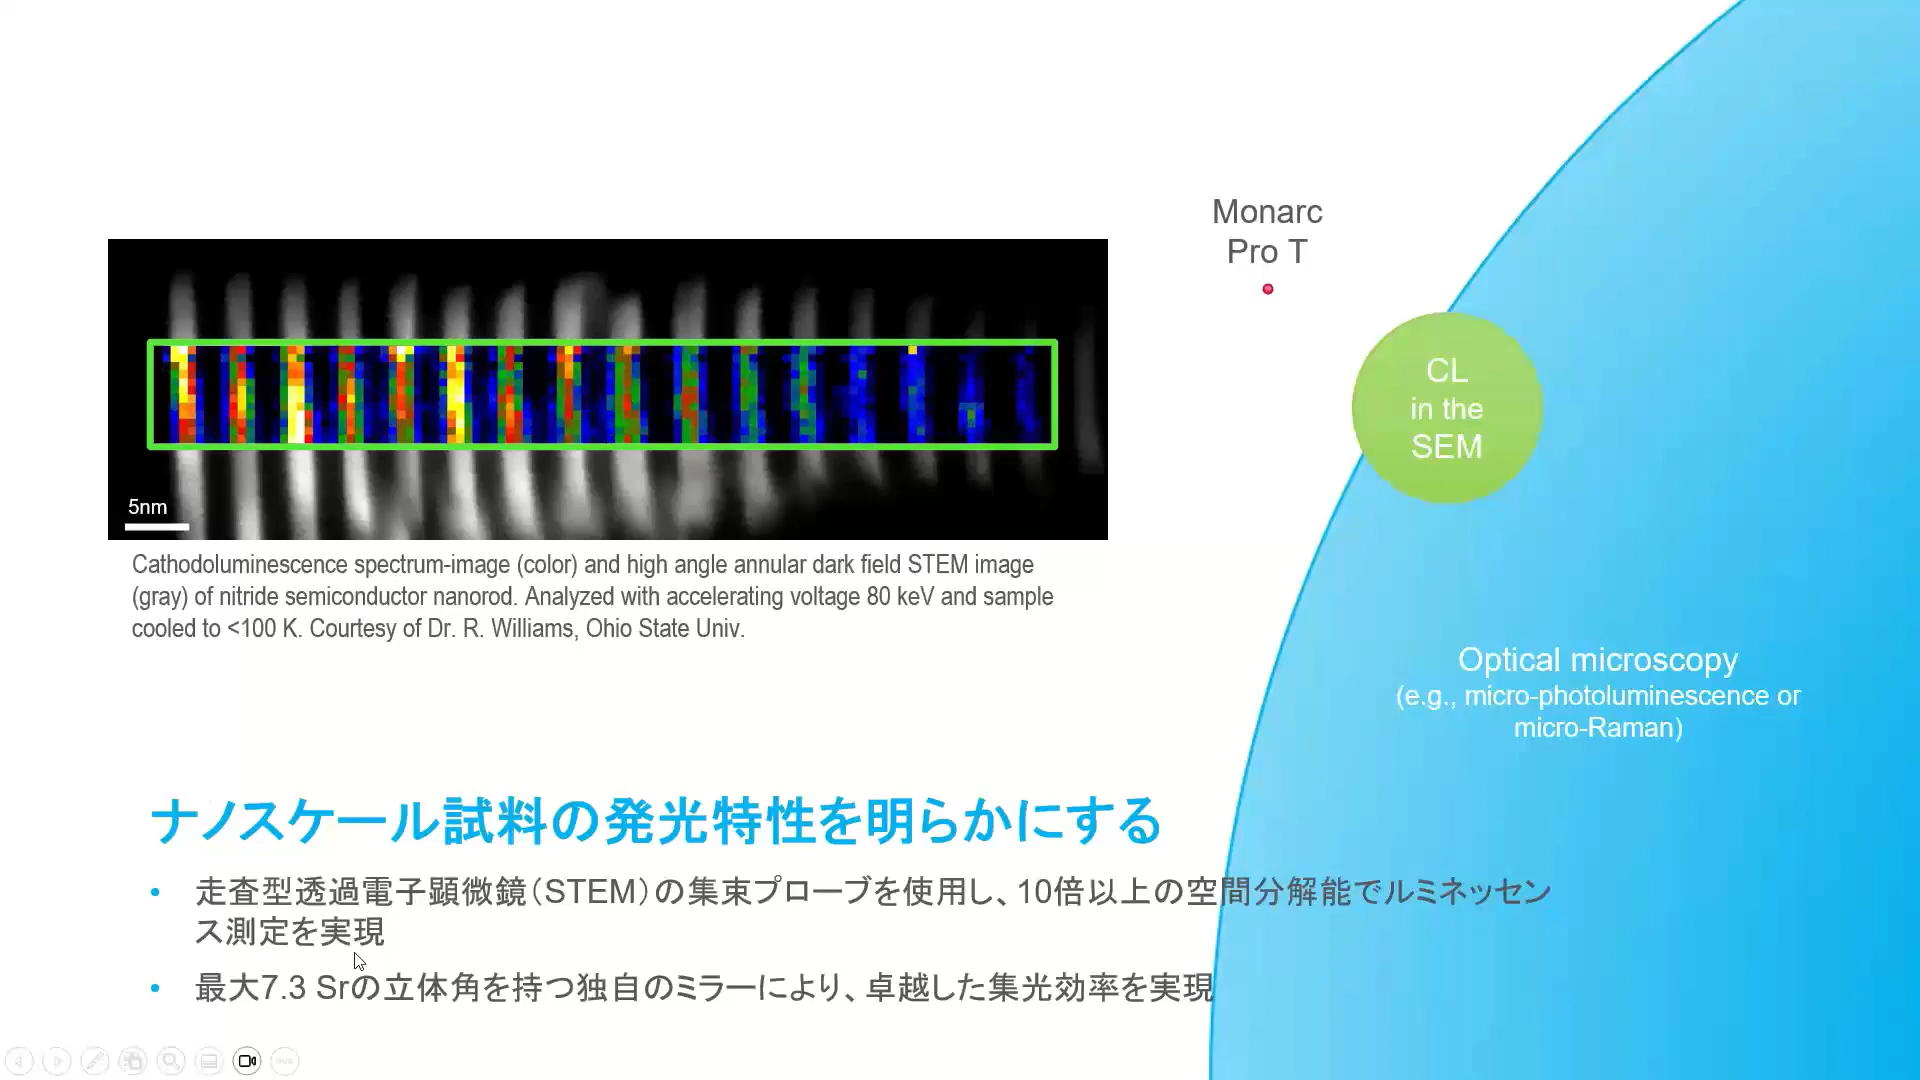 Monarc
Pro T
CL
in the
SEM
5nm
Cathodoluminescence spectrum-image (color) and high angle annular dark field STEM image
(gray) of nitride semiconductor nanorod. Analyzed with accelerating voltage 80 keV and sample
cooled to <100 K. Courtesy of Dr. R. Williams, Ohio State Univ.
Optical microscopy
(e.g., micro-photoluminescence or
micro-Raman)
ナノスケール試料の発光特性を明らかにする
• 走査型透過電子顕微鏡（STEM）の集束プローブを使用し、10倍以上の空間分解能でルミネッセン
ス測定を実現
• 最大7.3 Srの立体角を持つ独自のミラーにより、卓越した集光効率を実現